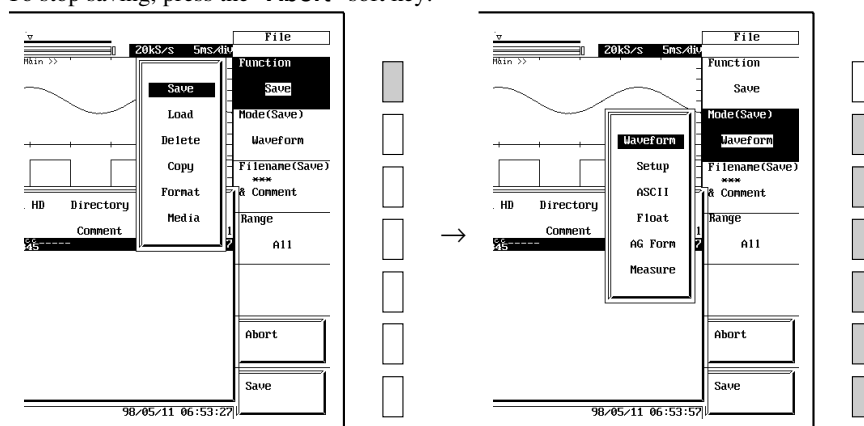 To stop saving, press the "Abort" soft key.
File
20kS/s 5ms/div
Main >>
Function
Save
Save
Load
Delete
Copy
Format
Media
Mode(Save)
Waveform
Filename(Save)
***
& Comment
HD Directory
Comment
Range
All
Abort
Save
98/05/11 06:53:27
→
File
20kS/s 5ms/div
Main >>
Function
Save
Mode(Save)
Waveform
Waveform
Setup
ASCII
Float
AG Form
Measure
Filename(Save)
***
& Comment
HD Directory
Comment
Range
All
Abort
Save
98/05/11 06:53:57